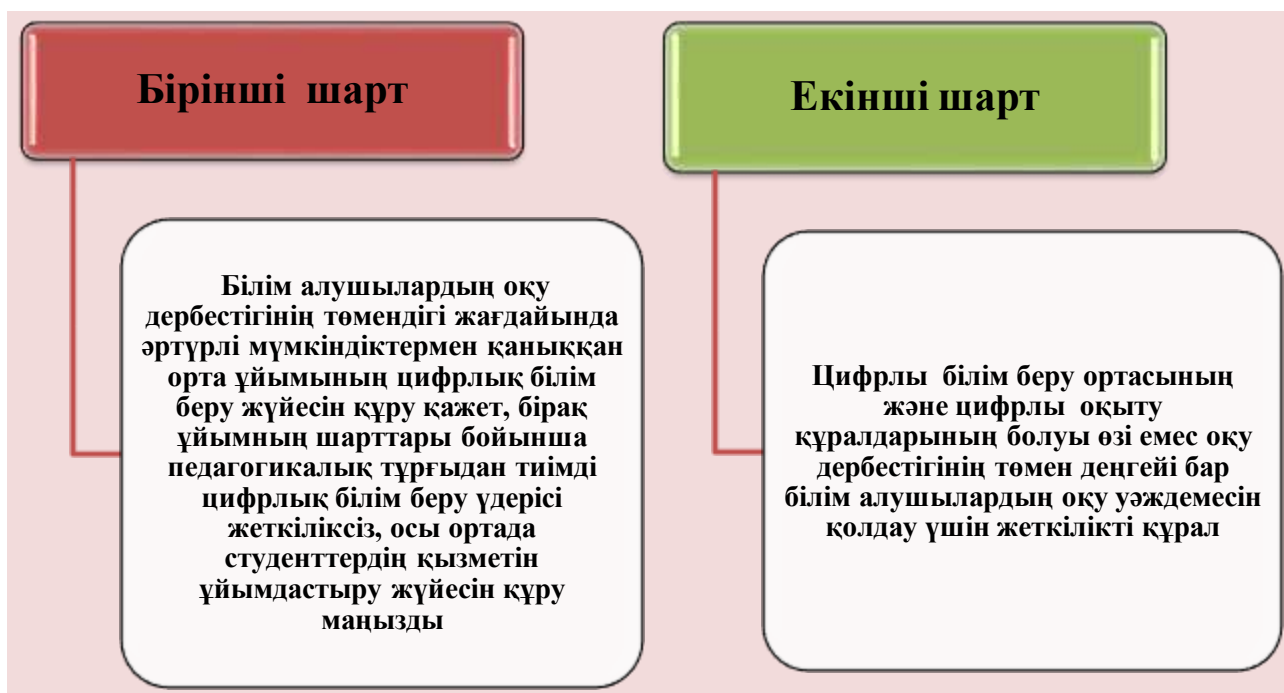 Бірінші шарт
Білім алушылардың оқу
дербестігінің төмендігі жағдайында
әртүрлі мүмкіндіктермен қаныққан
орта ұйымының цифрлық білім
беру жүйесін құру қажет, бірақ
ұйымның шарттары бойынша
педагогикалық тұрғыдан тиімді
цифрлық білім беру үдерісі
жеткіліксіз, осы ортада
студенттердің қызметін
ұйымдастыру жүйесін құру
маңызды
Екінші шарт
Цифрлы білім беру ортасының
және цифрлы оқыту
құралдарының болуы өзі емес оқу
дербестігінің төмен деңгейі бар
білім алушылардың оқу уәждемесін
қолдау үшін жеткілікті құрал